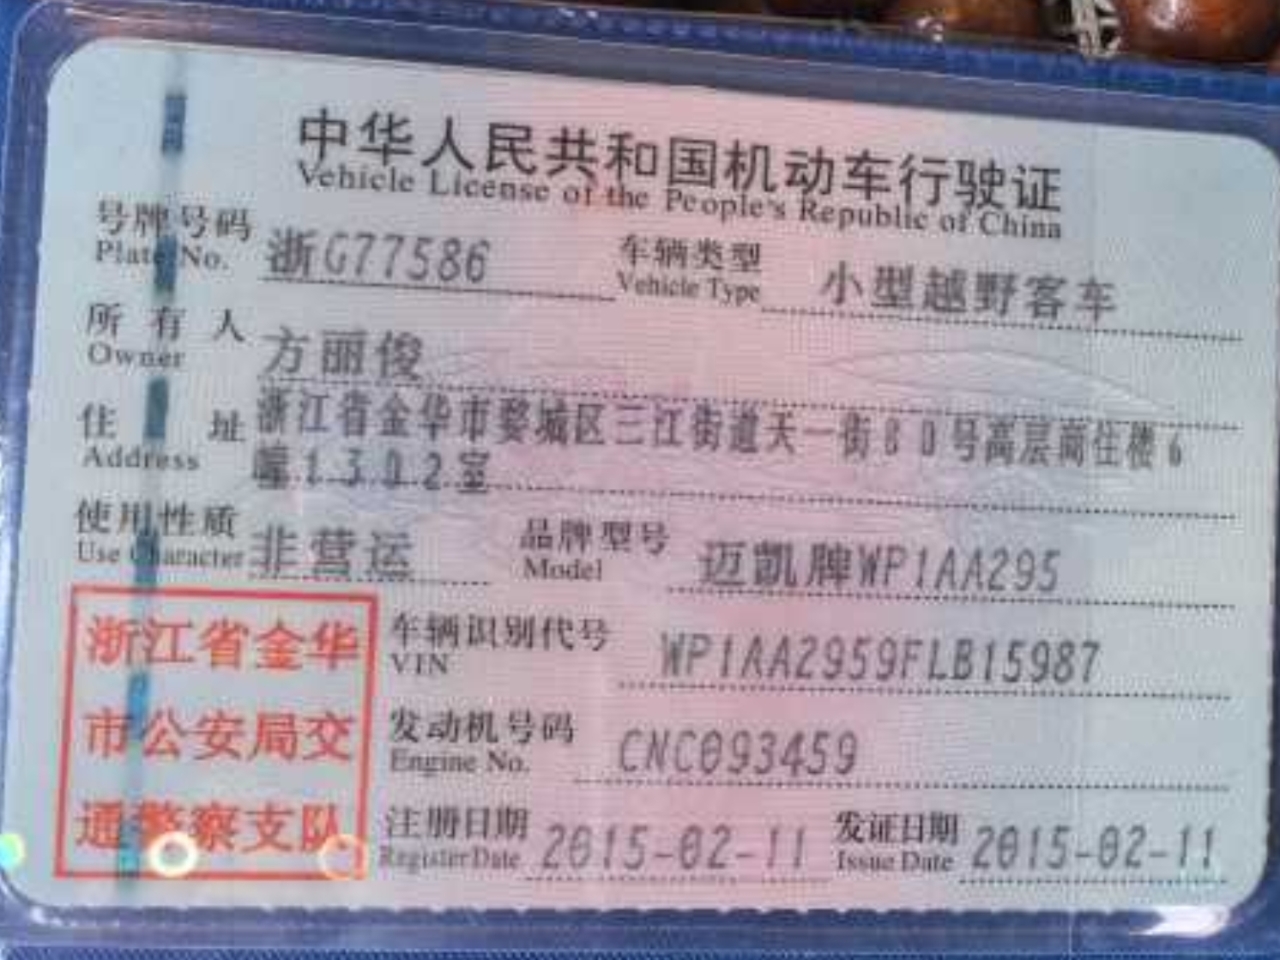 中华人民共和国机动车行驶证
Vehicle License of the People's Republic of China
号牌号码 浙G77586 车辆类型 小型越野客车
Plate No. Vehicle Type
所有人 方丽俊
Owner
住址 浙江省金华市婺城区三江街道天一街880号高层商住楼6
Address 幢1302室
使用性质 非营运 品牌型号 迈凯牌WP1AA295
Use Character Model
浙江省金华 车辆识别代号 WP1AA2959FLB15987
VIN
市公安局交 发动机号码 CNC093459
Engine No.
通警察支队 注册日期 2015-02-11 发证日期 2015-02-11
Register Date Issue Date